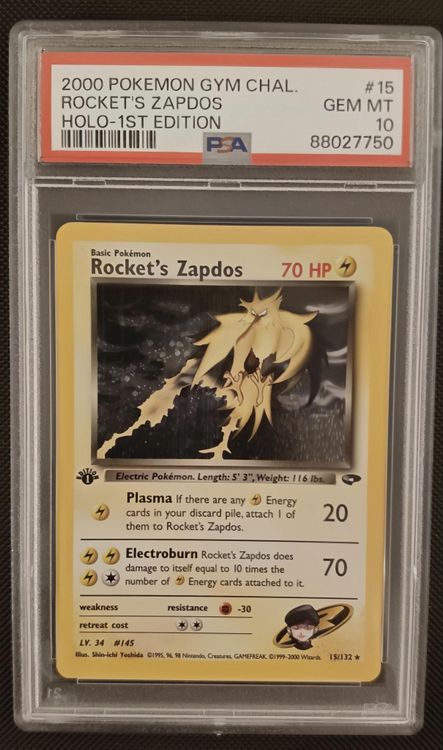 2000 POKEMON GYM CHAL. #15
ROCKET'S ZAPDOS GEM MT
HOLO-1ST EDITION 10
PSA 88027750
Basic Pokémon
Rocket's Zapdos 70 HP
EDITION 1
Electric Pokémon. Length: 5' 3", Weight: 116 lbs.
Plasma If there are any Energy
cards in your discard pile, attach 1 of
them to Rocket's Zapdos.
20
Electroburn Rocket's Zapdos does
damage to itself equal to 10 times the
number of Energy cards attached to it.
70
weakness resistance -30
retreat cost
LV. 34 #145
Illus. Shin-ichi Yoshida ©1995, 96, 98 Nintendo, Creatures, GAMEFREAK. ©1999-2000 Wizards. 15/132 ★